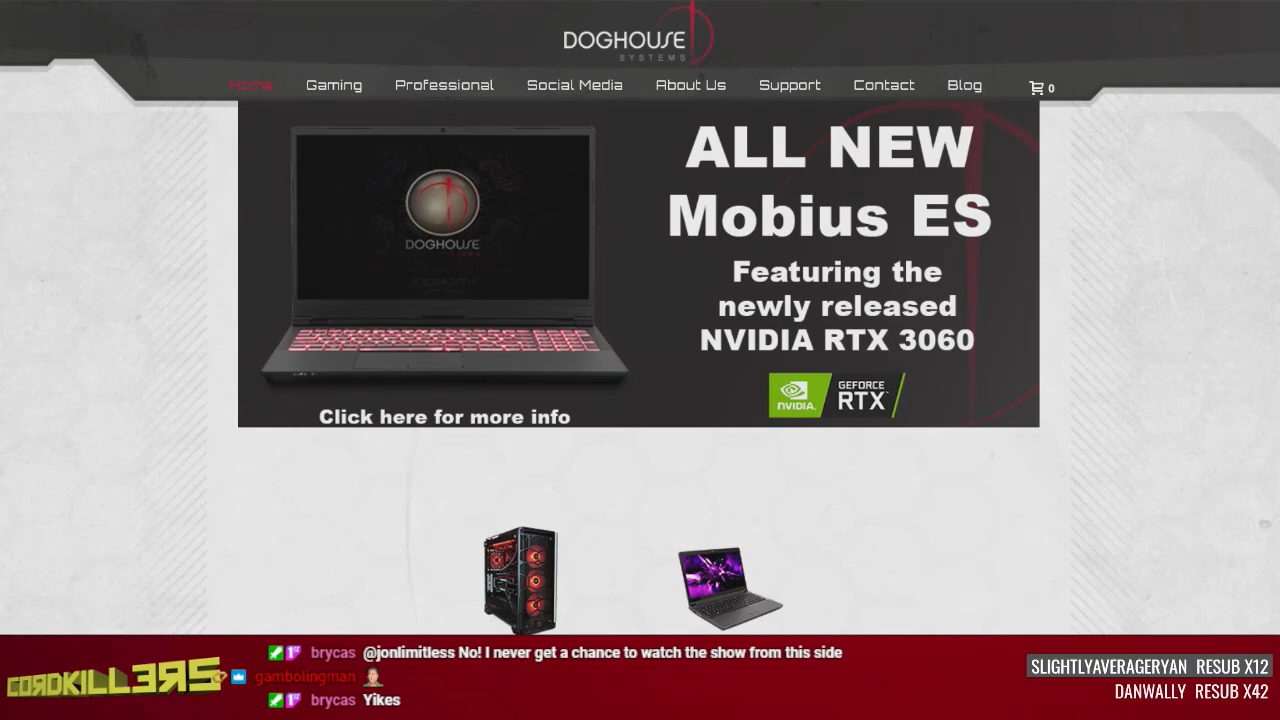 DOGHOUSE
SYSTEMS
Home Gaming Professional Social Media About Us Support Contact Blog 0
ALL NEW
Mobius ES
Featuring the
newly released
NVIDIA RTX 3060
DOGHOUSE
NVIDIA. GEFORCE RTX
Click here for more info
CORDKILLERS
brycas @jonlimitless No! I never get a chance to watch the show from this side
gambolingman
brycas Yikes
SLIGHTLYAVERAGERYAN RESUB X12
DANWALLY RESUB X42